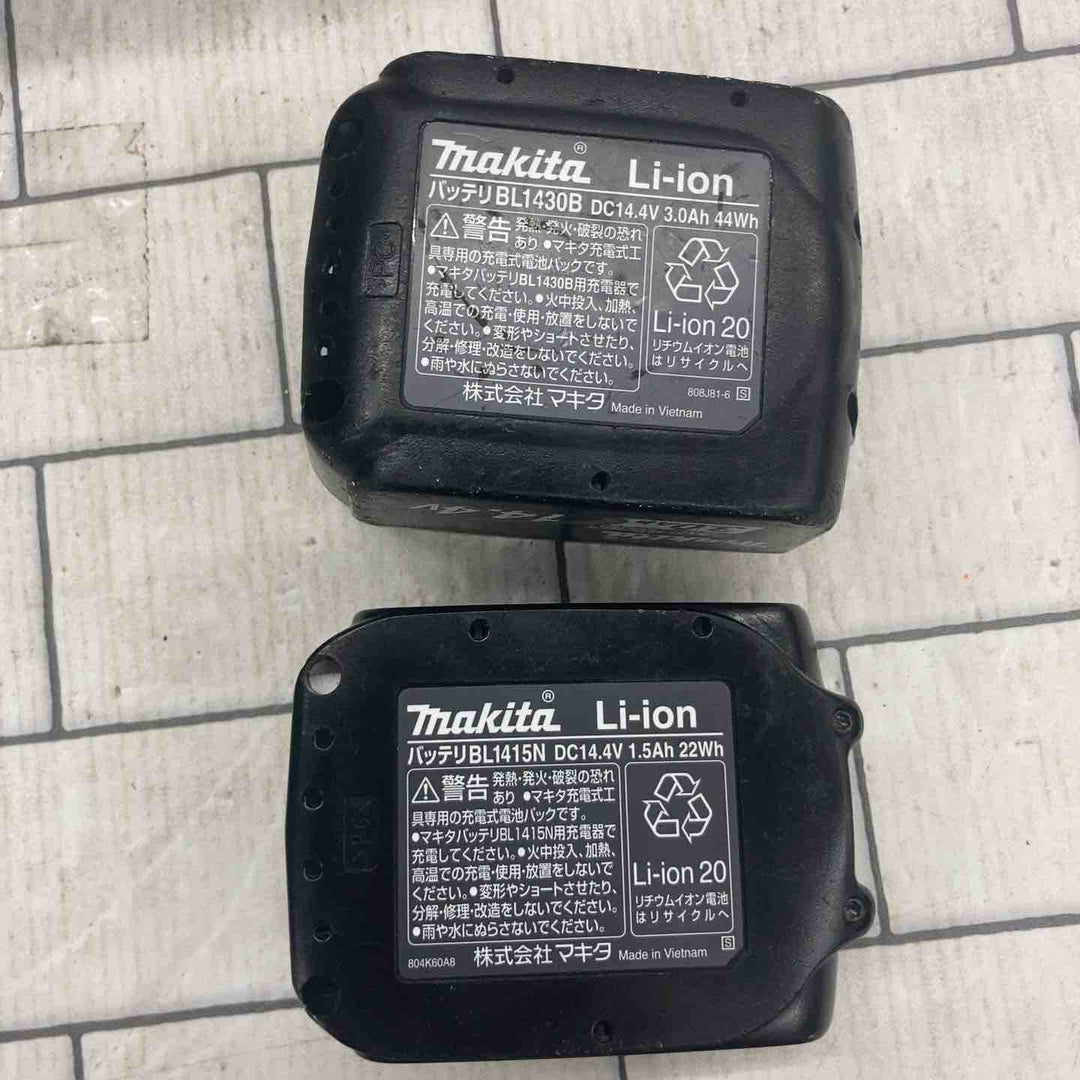 makita® Li-ion
バッテリBL1430B DC14.4V 3.0Ah 44Wh
⚠警告 発熱・発火・破裂の恐れ
あり ●マキタ充電式工
具専用の充電式電池パックです。
●マキタバッテリBL1430B用充電器で
充電してください。●火中投入、加熱、
高温での充電・使用・放置をしないで
ください。●変形やショートさせたり、
分解・修理・改造をしないでください。
●雨や水にぬらさないでください。
Li-ion 20
リチウムイオン電池
はリサイクルへ
808J81-6 S
株式会社マキタ Made in Vietnam
14.4V
makita® Li-ion
バッテリBL1415N DC14.4V 1.5Ah 22Wh
⚠警告 発熱・発火・破裂の恐れ
あり ●マキタ充電式工
具専用の充電式電池パックです。
●マキタバッテリBL1415N用充電器で
充電してください。●火中投入、加熱、
高温での充電・使用・放置をしないで
ください。●変形やショートさせたり、
分解・修理・改造をしないでください。
●雨や水にぬらさないでください。
Li-ion 20
リチウムイオン電池
はリサイクルへ
804K60A8 株式会社マキタ Made in Vietnam S